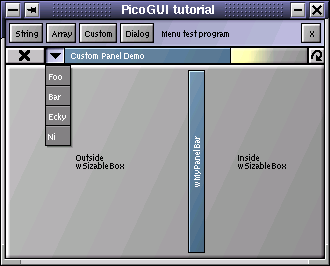 PicoGUI tutorial
String Array Custom Dialog Menu test program X
Custom Panel Demo
Foo
Bar
Ecky
Ni
Outside
wSizableBox
wMyPanelBar
Inside
wSizableBox